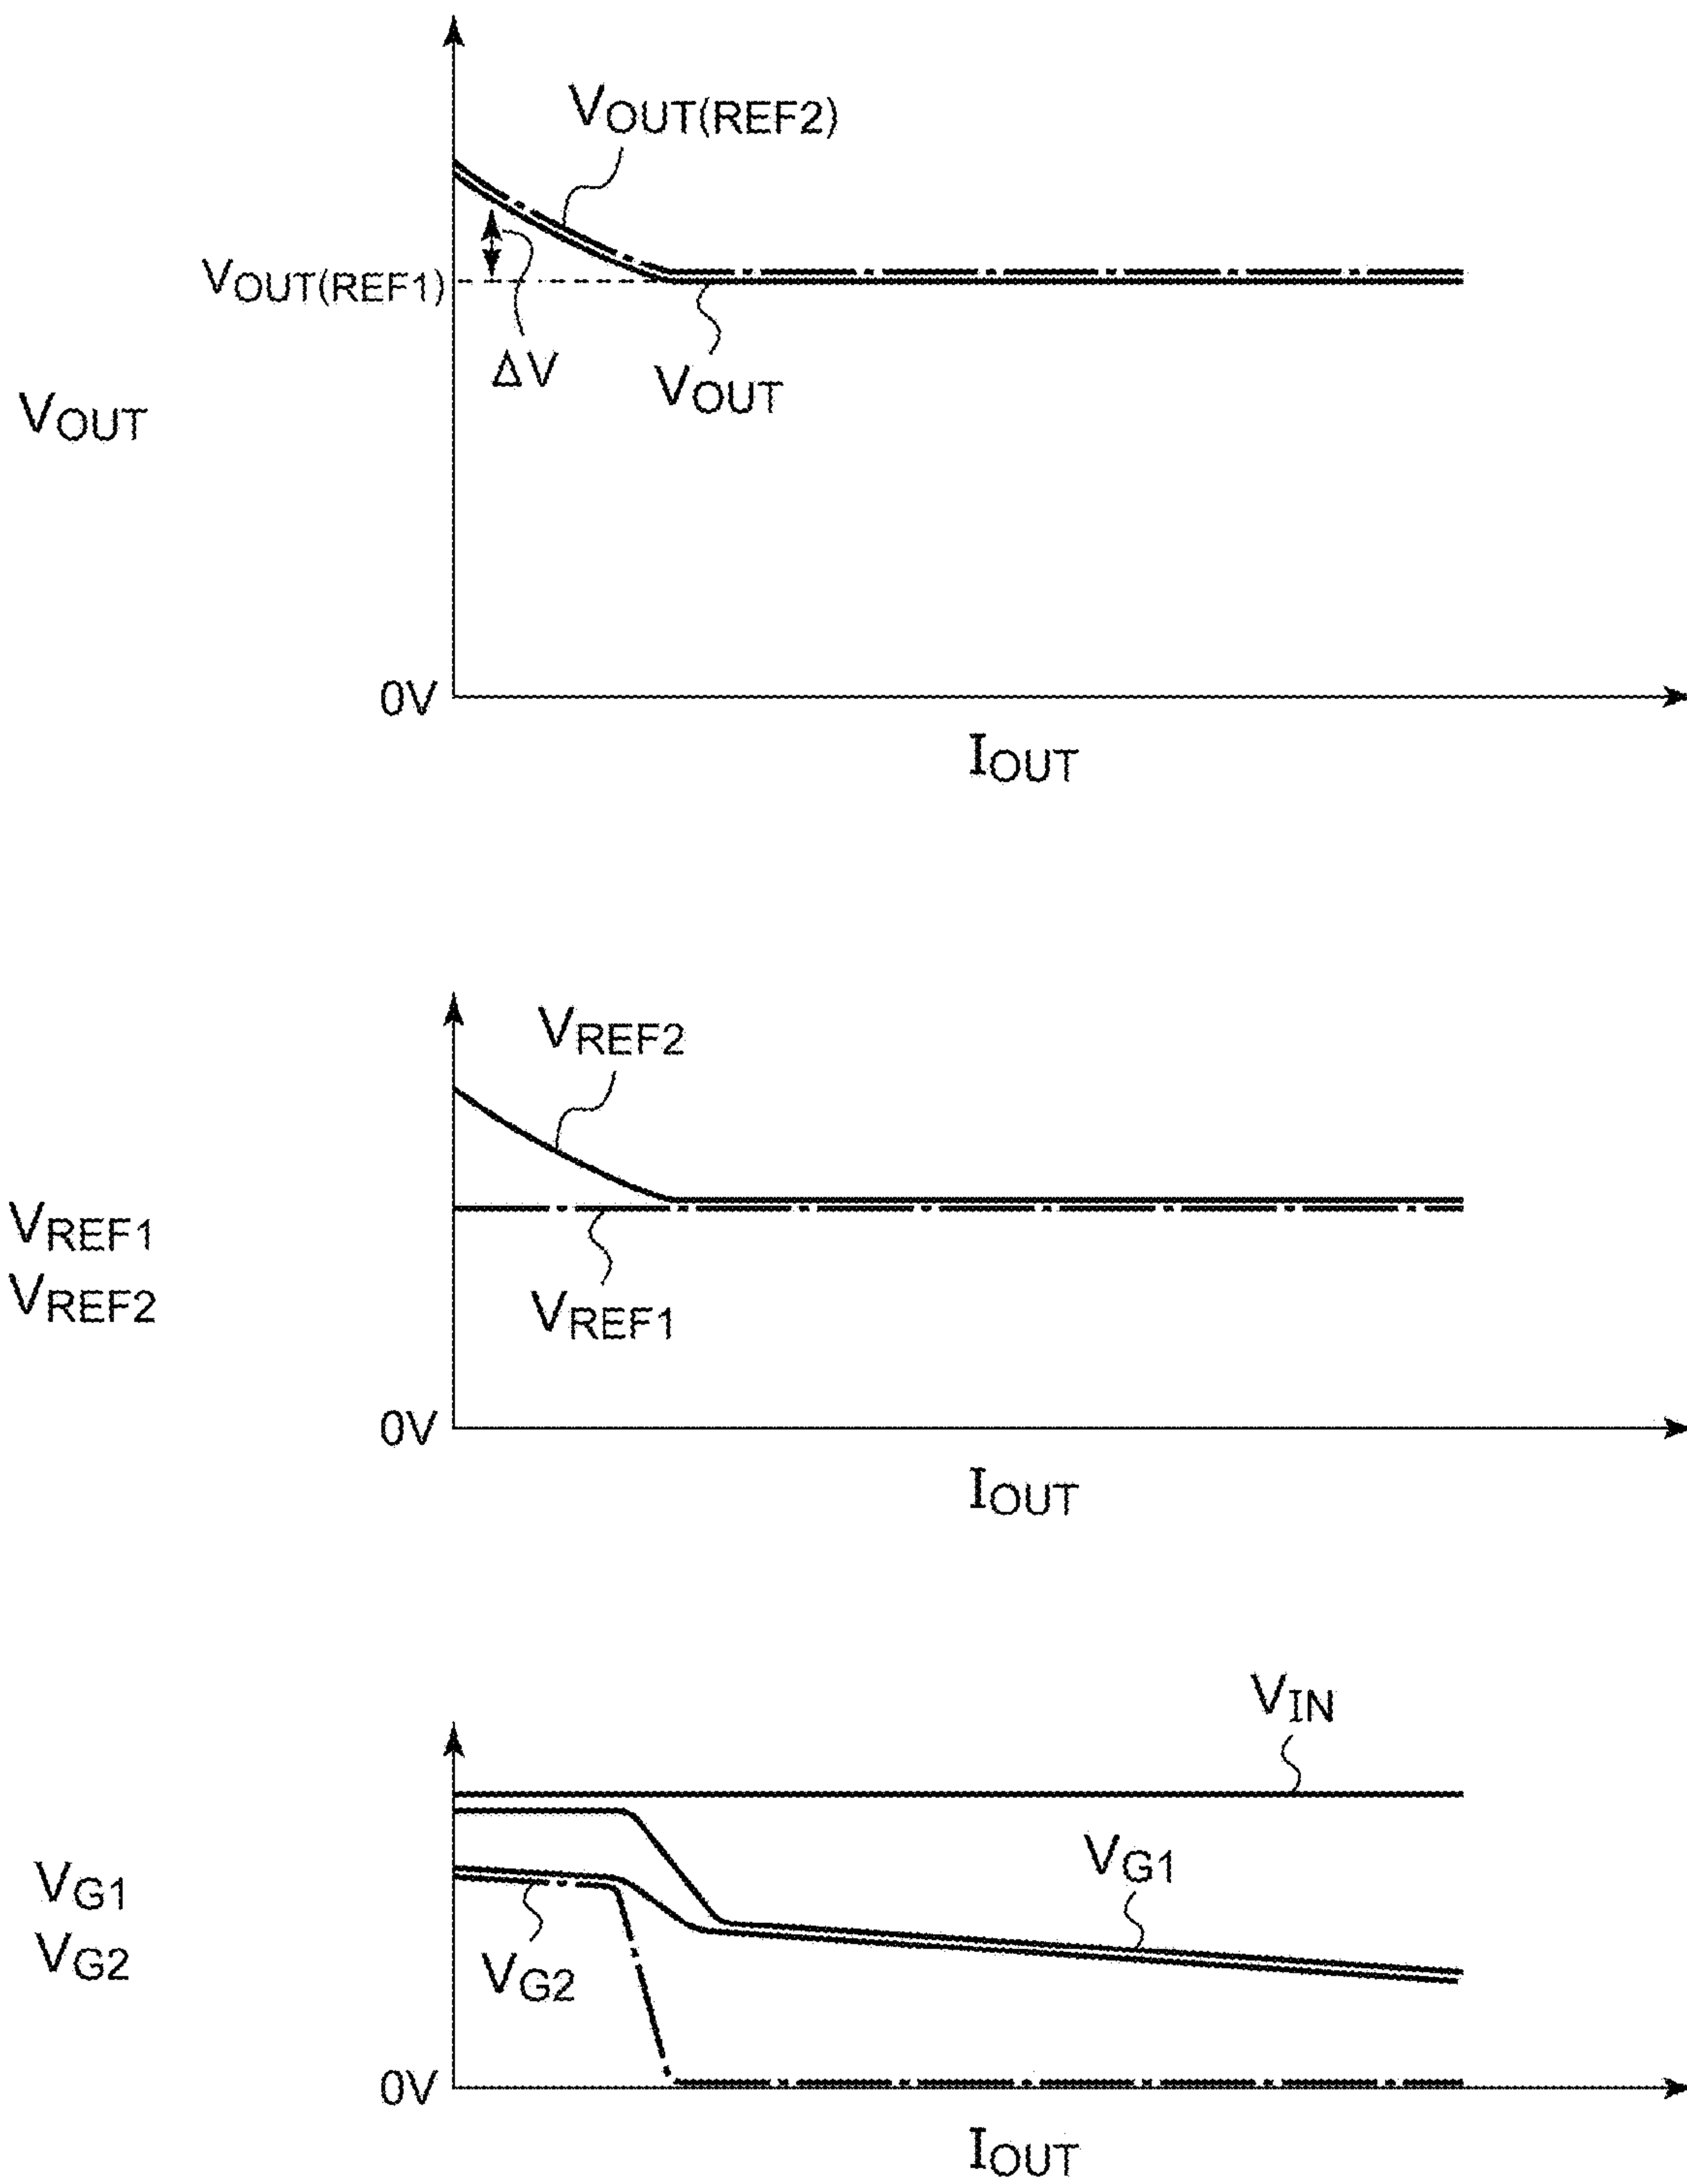 VOUT(REF2)
VOUT(REF1)
ΔV
VOUT
VOUT
0V
IOUT
VREF2
VREF1
VREF2
VREF1
0V
IOUT
VIN
VG1
VG1
VG2
VG2
0V
IOUT